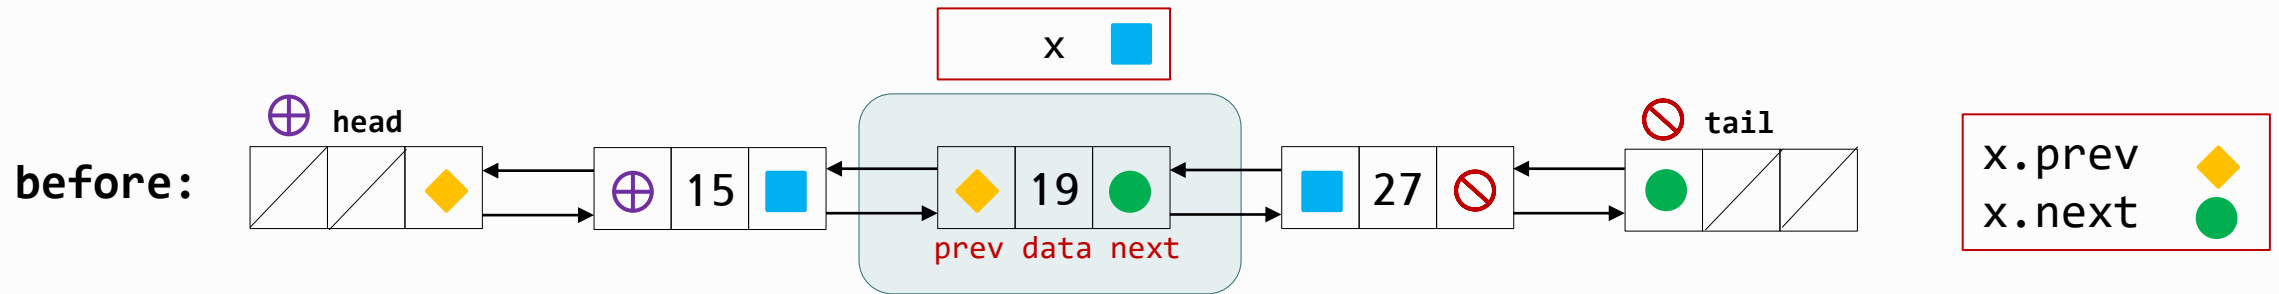 x
head
tail
before:
15
19
27
prev data next
x.prev
x.next